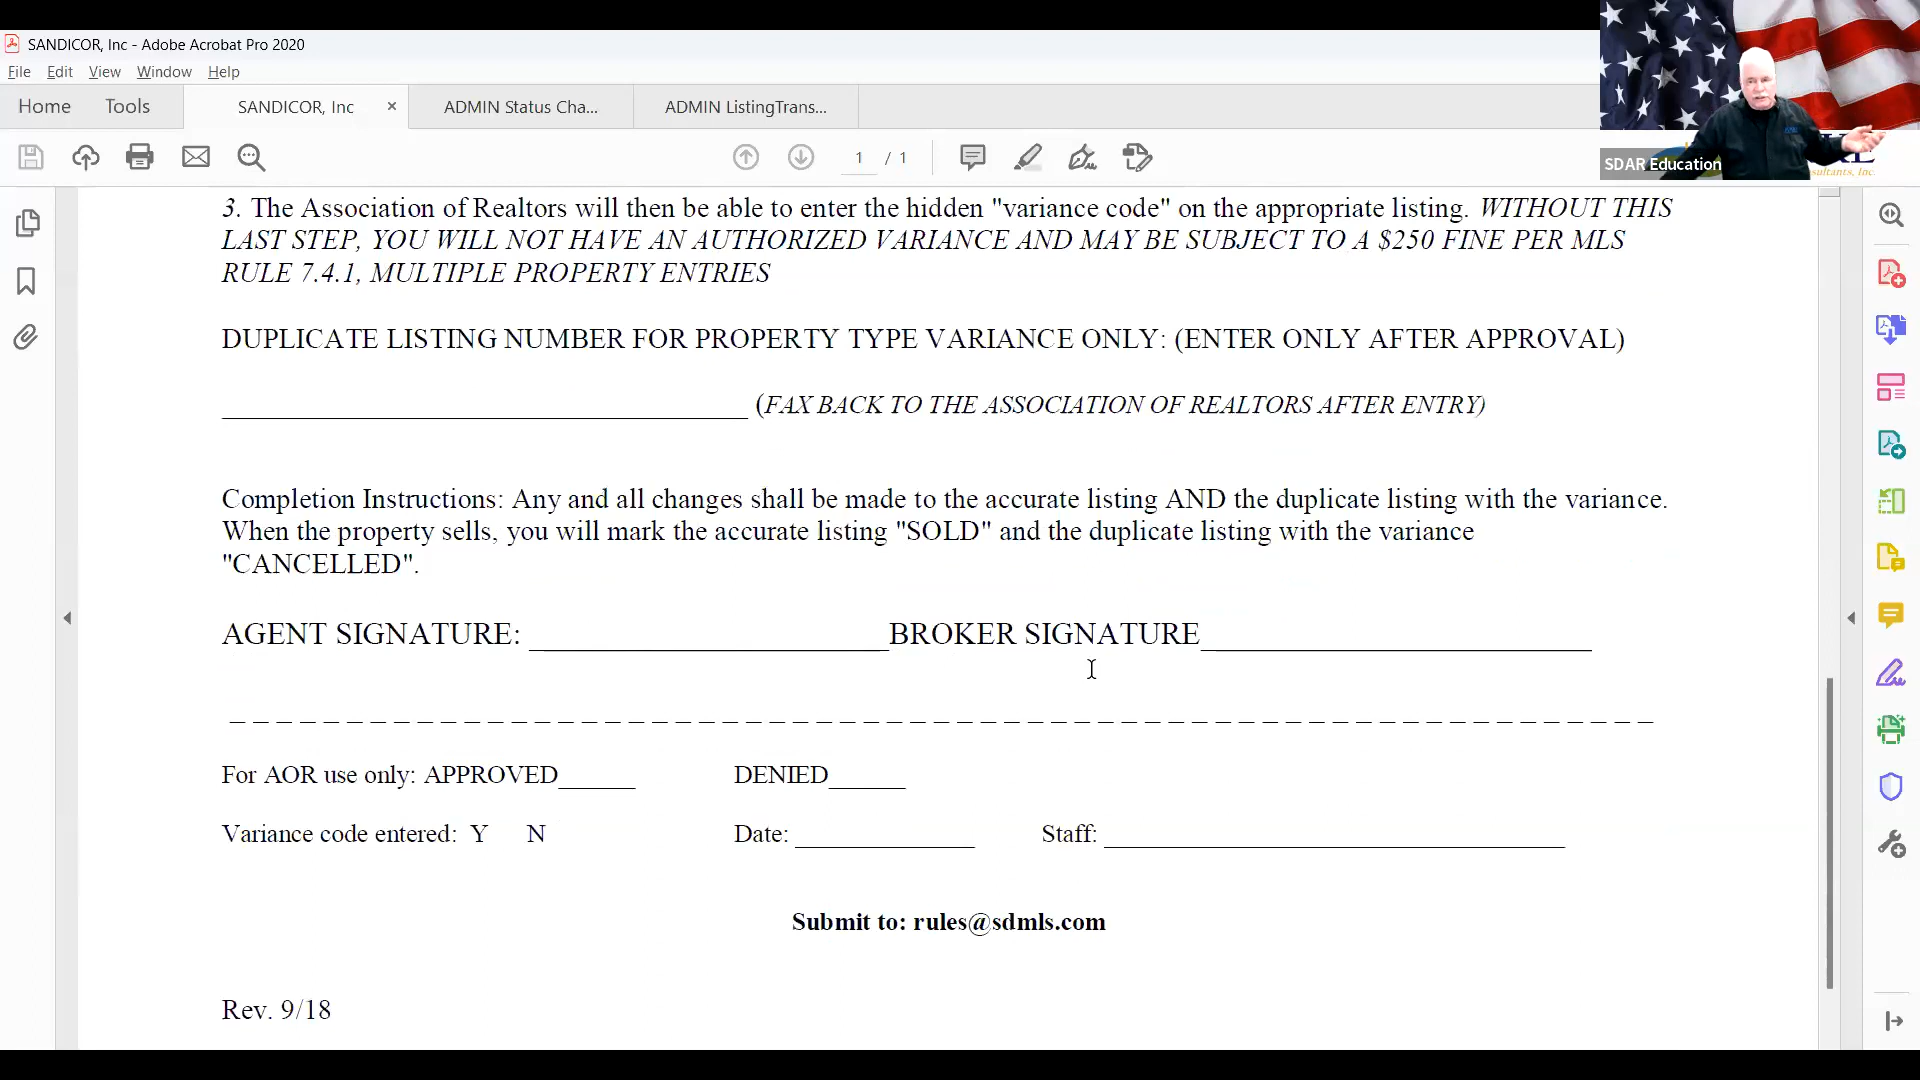 SANDICOR, Inc - Adobe Acrobat Pro 2020
File Edit View Window Help
Home Tools SANDICOR, Inc × ADMIN Status Cha... ADMIN ListingTrans...
1 / 1
SDAR Education
3. The Association of Realtors will then be able to enter the hidden "variance code" on the appropriate listing. WITHOUT THIS
LAST STEP, YOU WILL NOT HAVE AN AUTHORIZED VARIANCE AND MAY BE SUBJECT TO A $250 FINE PER MLS
RULE 7.4.1, MULTIPLE PROPERTY ENTRIES
DUPLICATE LISTING NUMBER FOR PROPERTY TYPE VARIANCE ONLY: (ENTER ONLY AFTER APPROVAL)
(FAX BACK TO THE ASSOCIATION OF REALTORS AFTER ENTRY)
Completion Instructions: Any and all changes shall be made to the accurate listing AND the duplicate listing with the variance.
When the property sells, you will mark the accurate listing "SOLD" and the duplicate listing with the variance
"CANCELLED".
AGENT SIGNATURE: BROKER SIGNATURE
For AOR use only: APPROVED DENIED
Variance code entered: Y N Date: Staff:
Submit to: rules@sdmls.com
Rev. 9/18